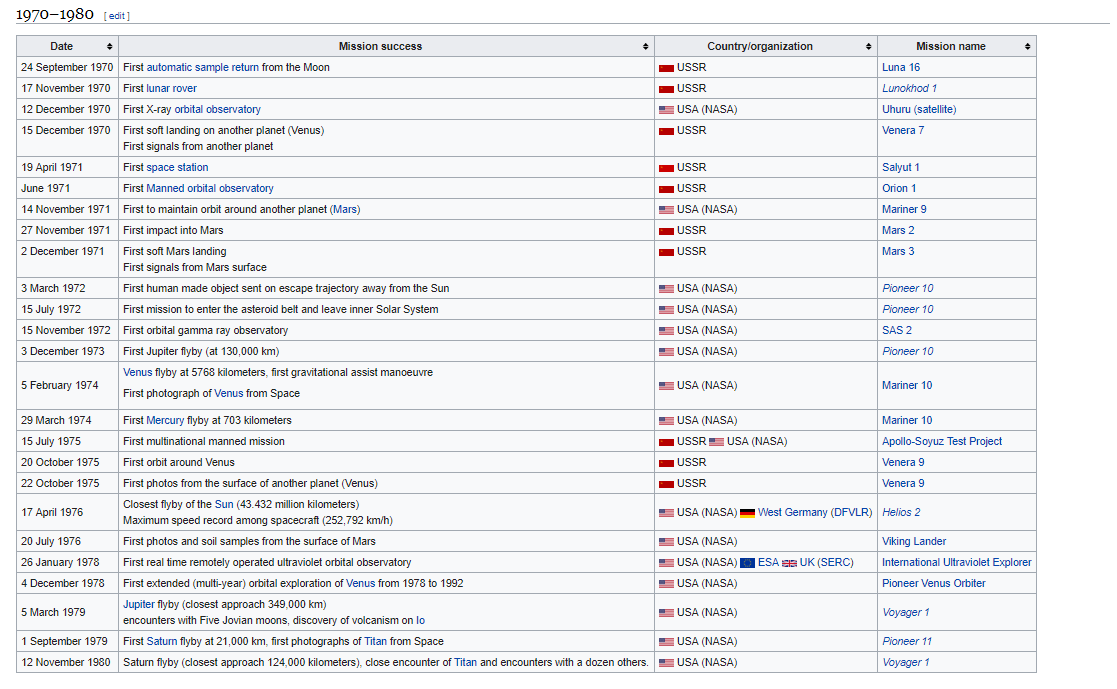 1970–1980 [ edit ]
Date Mission success Country/organization Mission name
24 September 1970 First automatic sample return from the Moon USSR Luna 16
17 November 1970 First lunar rover USSR Lunokhod 1
12 December 1970 First X-ray orbital observatory USA (NASA) Uhuru (satellite)
15 December 1970 First soft landing on another planet (Venus) USSR Venera 7
First signals from another planet
19 April 1971 First space station USSR Salyut 1
June 1971 First Manned orbital observatory USSR Orion 1
14 November 1971 First to maintain orbit around another planet (Mars) USA (NASA) Mariner 9
27 November 1971 First impact into Mars USSR Mars 2
2 December 1971 First soft Mars landing USSR Mars 3
First signals from Mars surface
3 March 1972 First human made object sent on escape trajectory away from the Sun USA (NASA) Pioneer 10
15 July 1972 First mission to enter the asteroid belt and leave inner Solar System USA (NASA) Pioneer 10
15 November 1972 First orbital gamma ray observatory USA (NASA) SAS 2
3 December 1973 First Jupiter flyby (at 130,000 km) USA (NASA) Pioneer 10
5 February 1974 Venus flyby at 5768 kilometers, first gravitational assist manoeuvre USA (NASA) Mariner 10
First photograph of Venus from Space
29 March 1974 First Mercury flyby at 703 kilometers USA (NASA) Mariner 10
15 July 1975 First multinational manned mission USSR USA (NASA) Apollo-Soyuz Test Project
20 October 1975 First orbit around Venus USSR Venera 9
22 October 1975 First photos from the surface of another planet (Venus) USSR Venera 9
17 April 1976 Closest flyby of the Sun (43.432 million kilometers) USA (NASA) West Germany (DFVLR) Helios 2
Maximum speed record among spacecraft (252,792 km/h)
20 July 1976 First photos and soil samples from the surface of Mars USA (NASA) Viking Lander
26 January 1978 First real time remotely operated ultraviolet orbital observatory USA (NASA) ESA UK (SERC) International Ultraviolet Explorer
4 December 1978 First extended (multi-year) orbital exploration of Venus from 1978 to 1992 USA (NASA) Pioneer Venus Orbiter
5 March 1979 Jupiter flyby (closest approach 349,000 km) USA (NASA) Voyager 1
encounters with Five Jovian moons, discovery of volcanism on Io
1 September 1979 First Saturn flyby at 21,000 km, first photographs of Titan from Space USA (NASA) Pioneer 11
12 November 1980 Saturn flyby (closest approach 124,000 kilometers), close encounter of Titan and encounters with a dozen others. USA (NASA) Voyager 1